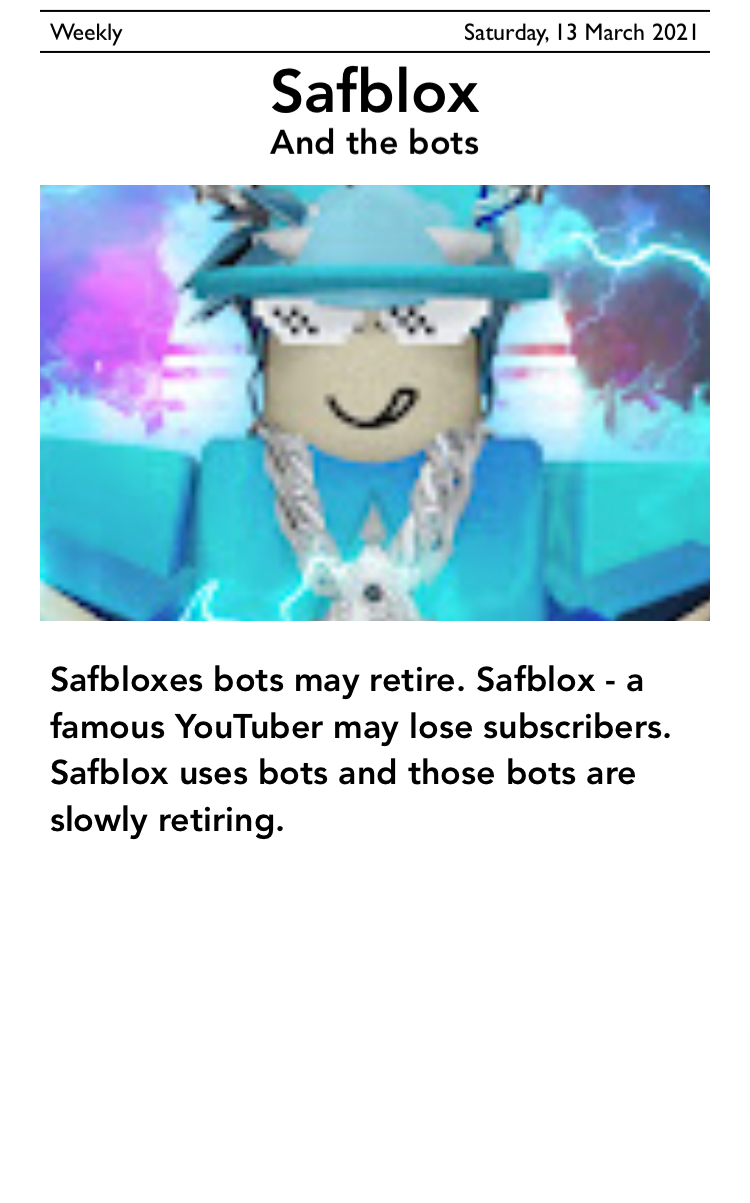 Weekly Saturday, 13 March 2021
Safblox
And the bots
Safbloxes bots may retire. Safblox - a
famous YouTuber may lose subscribers.
Safblox uses bots and those bots are
slowly retiring.